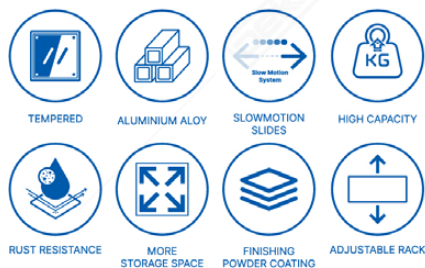 Slow Motion
System
KG
TEMPERED
ALUMINIUM ALOY
SLOWMOTION
SLIDES
HIGH CAPACITY
RUST RESISTANCE
MORE
STORAGE SPACE
FINISHING
POWDER COATING
ADJUSTABLE RACK